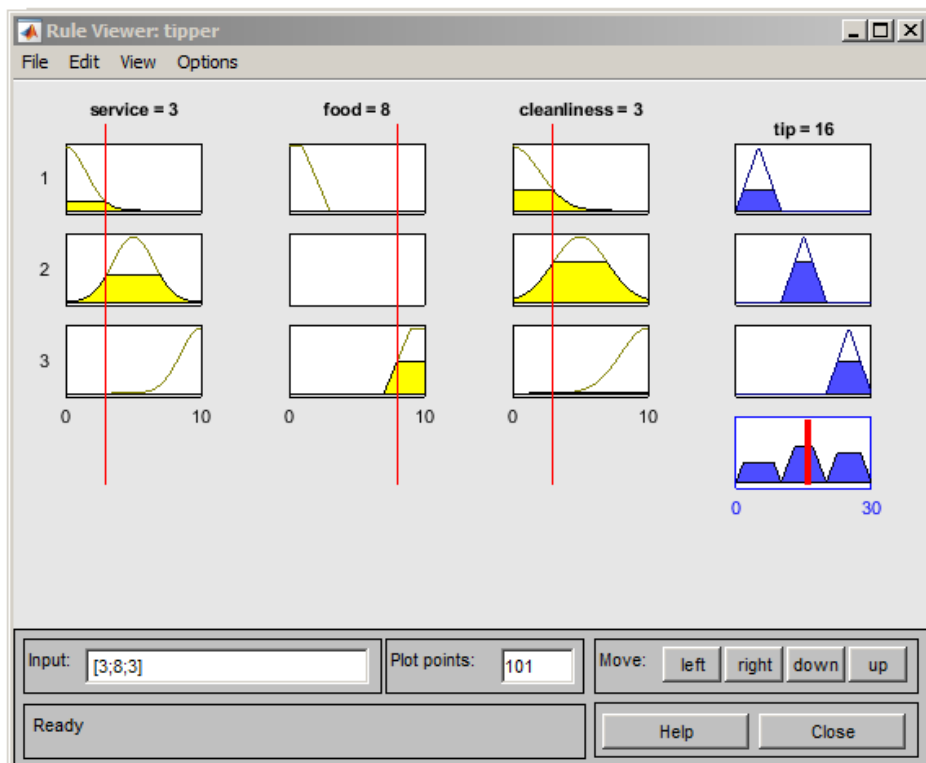 Rule Viewer: tipper
File Edit View Options
service = 3 food = 8 cleanliness = 3
tip = 16
1
2
3
0 10 0 10 0 10
0 30
Input: [3;8;3] Plot points: 101 Move: left right down up
Ready Help Close